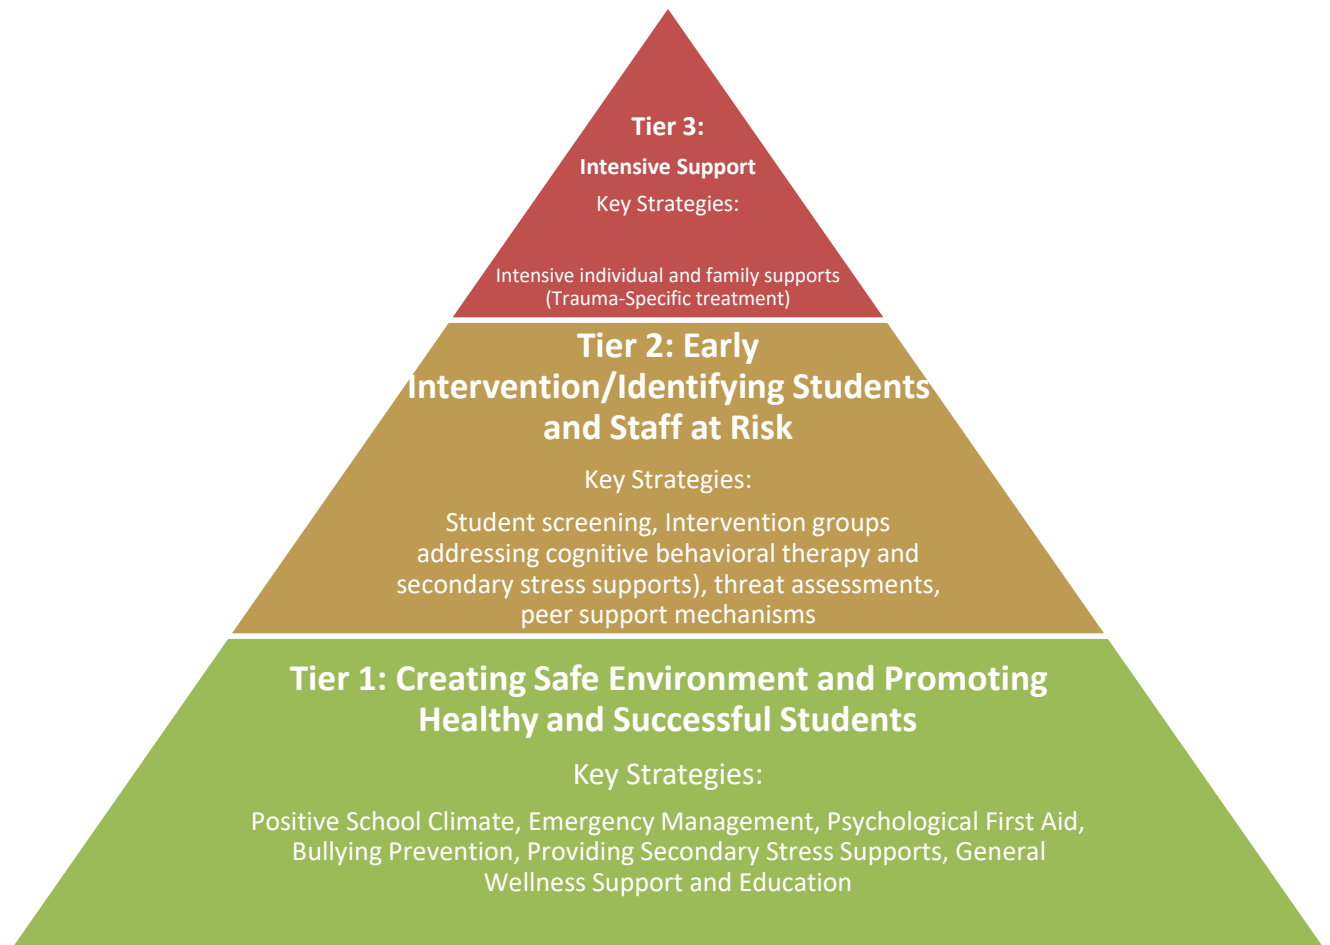 Tier 3:
Intensive Support
Key Strategies:
Intensive individual and family supports
(Trauma-Specific treatment)
Tier 2: Early
Intervention/Identifying Students
and Staff at Risk
Key Strategies:
Student screening, Intervention groups
addressing cognitive behavioral therapy and
secondary stress supports), threat assessments,
peer support mechanisms
Tier 1: Creating Safe Environment and Promoting
Healthy and Successful Students
Key Strategies:
Positive School Climate, Emergency Management, Psychological First Aid,
Bullying Prevention, Providing Secondary Stress Supports, General
Wellness Support and Education